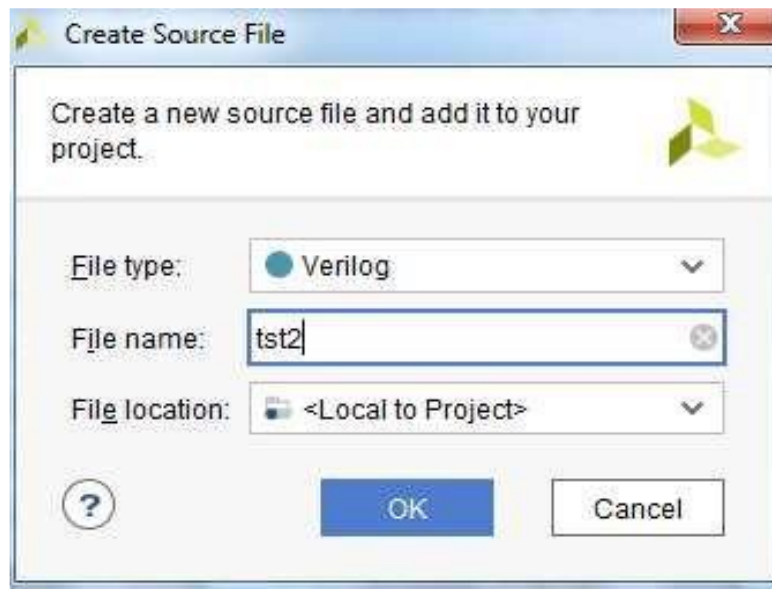 Create Source File
Create a new source file and add it to your
project.
File type: Verilog
File name: tst2
File location: <Local to Project>
? OK Cancel